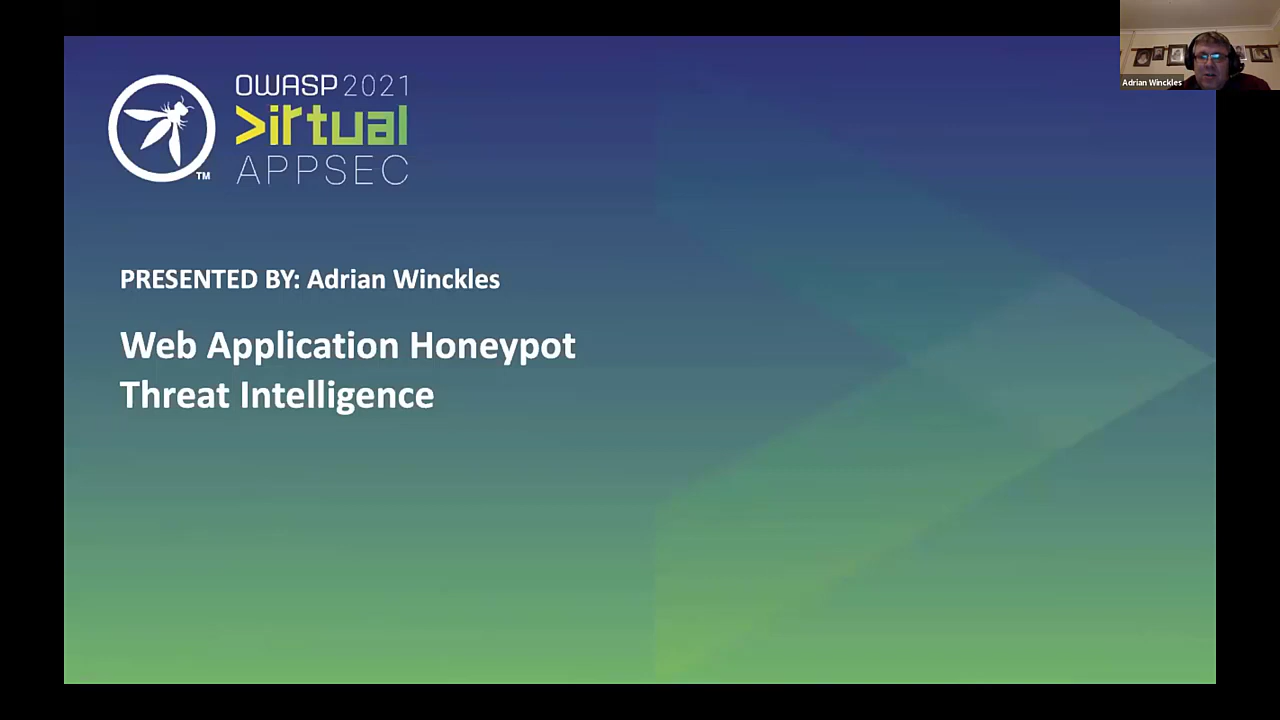 OWASP 2021
>irtual
APPSEC
TM
Adrian Winckles
PRESENTED BY: Adrian Winckles
Web Application Honeypot
Threat Intelligence